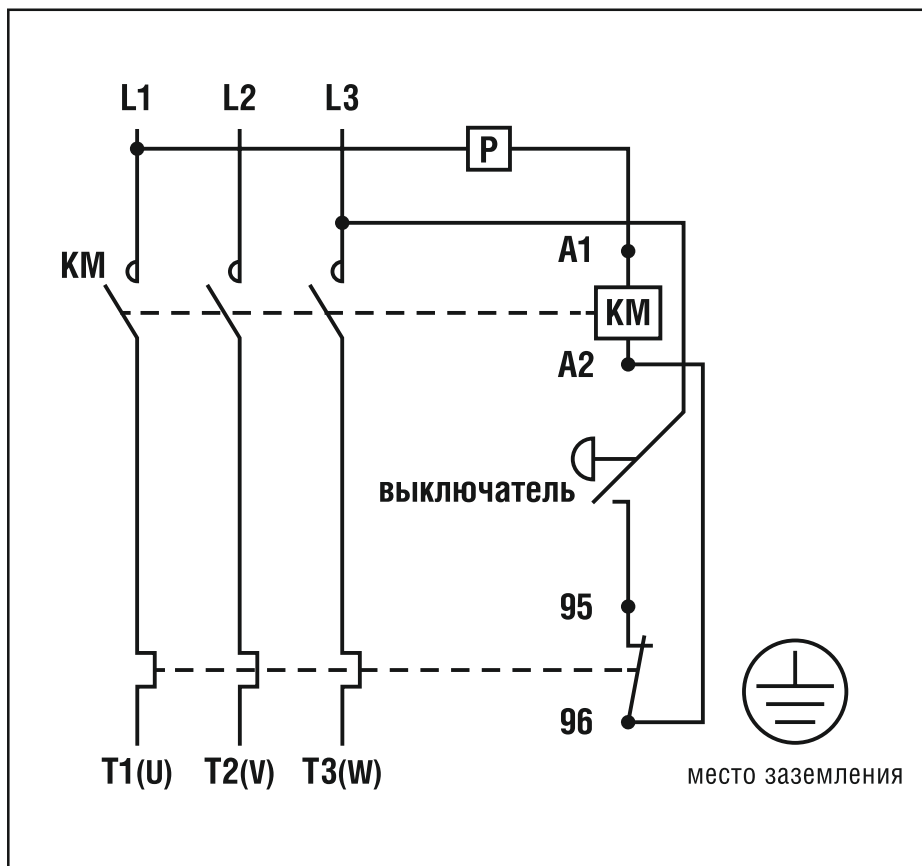 L1 L2 L3
P
A1
KM
KM
A2
выключатель
95
96
T1(U) T2(V) T3(W)
место заземления